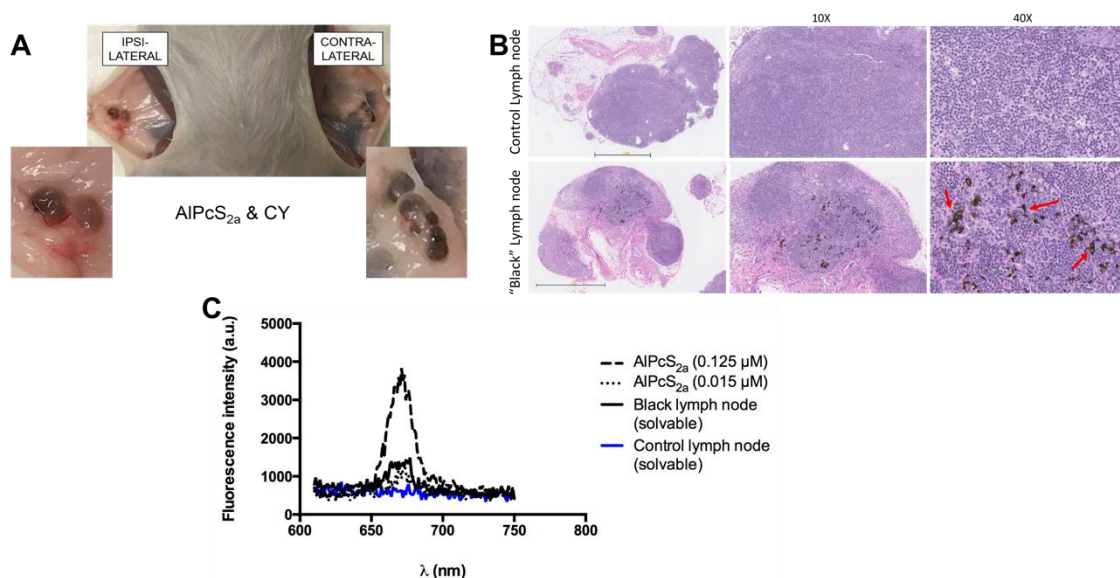 A
IPSI-
LATERAL
CONTRA-
LATERAL
AlPcS2a & CY
B
10X
40X
Control Lymph node
“Black” Lymph node
C
Fluorescence intensity (a.u.)
5000
4000
3000
2000
1000
0
600
650
700
750
800
λ (nm)
AlPcS2a (0.125 µM)
AlPcS2a (0.015 µM)
Black lymph node
(solvable)
Control lymph node
(solvable)